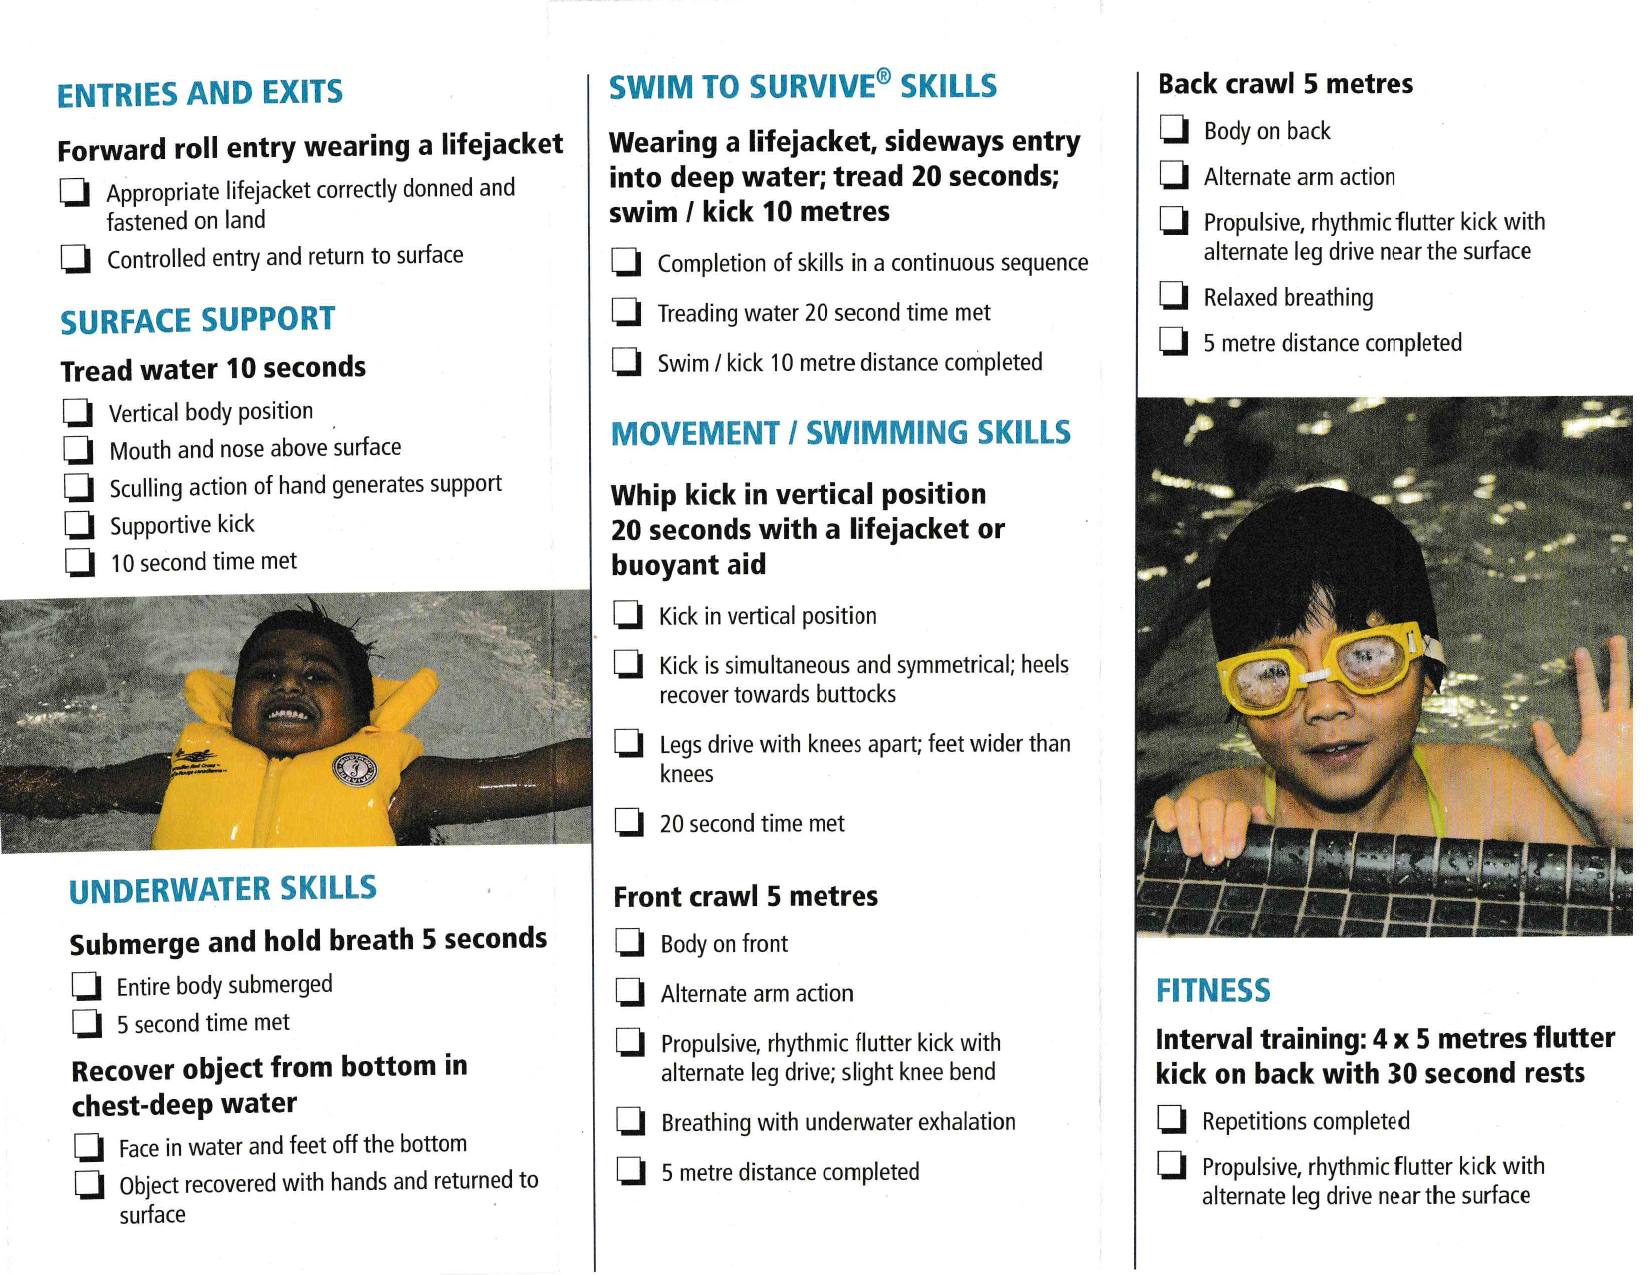 ENTRIES AND EXITS
Forward roll entry wearing a lifejacket
Appropriate lifejacket correctly donned and
fastened on land
Controlled entry and return to surface
SURFACE SUPPORT
Tread water 10 seconds
Vertical body position
Mouth and nose above surface
Sculling action of hand generates support
Supportive kick
10 second time met
UNDERWATER SKILLS
Submerge and hold breath 5 seconds
Entire body submerged
5 second time met
Recover object from bottom in
chest-deep water
Face in water and feet off the bottom
Object recovered with hands and returned to
surface
SWIM TO SURVIVE® SKILLS
Wearing a lifejacket, sideways entry
into deep water; tread 20 seconds;
swim / kick 10 metres
Completion of skills in a continuous sequence
Treading water 20 second time met
Swim / kick 10 metre distance completed
MOVEMENT / SWIMMING SKILLS
Whip kick in vertical position
20 seconds with a lifejacket or
buoyant aid
Kick in vertical position
Kick is simultaneous and symmetrical; heels
recover towards buttocks
Legs drive with knees apart; feet wider than
knees
20 second time met
Front crawl 5 metres
Body on front
Alternate arm action
Propulsive, rhythmic flutter kick with
alternate leg drive; slight knee bend
Breathing with underwater exhalation
5 metre distance completed
Back crawl 5 metres
Body on back
Alternate arm action
Propulsive, rhythmic flutter kick with
alternate leg drive near the surface
Relaxed breathing
5 metre distance completed
FITNESS
Interval training: 4 x 5 metres flutter
kick on back with 30 second rests
Repetitions completed
Propulsive, rhythmic flutter kick with
alternate leg drive near the surface